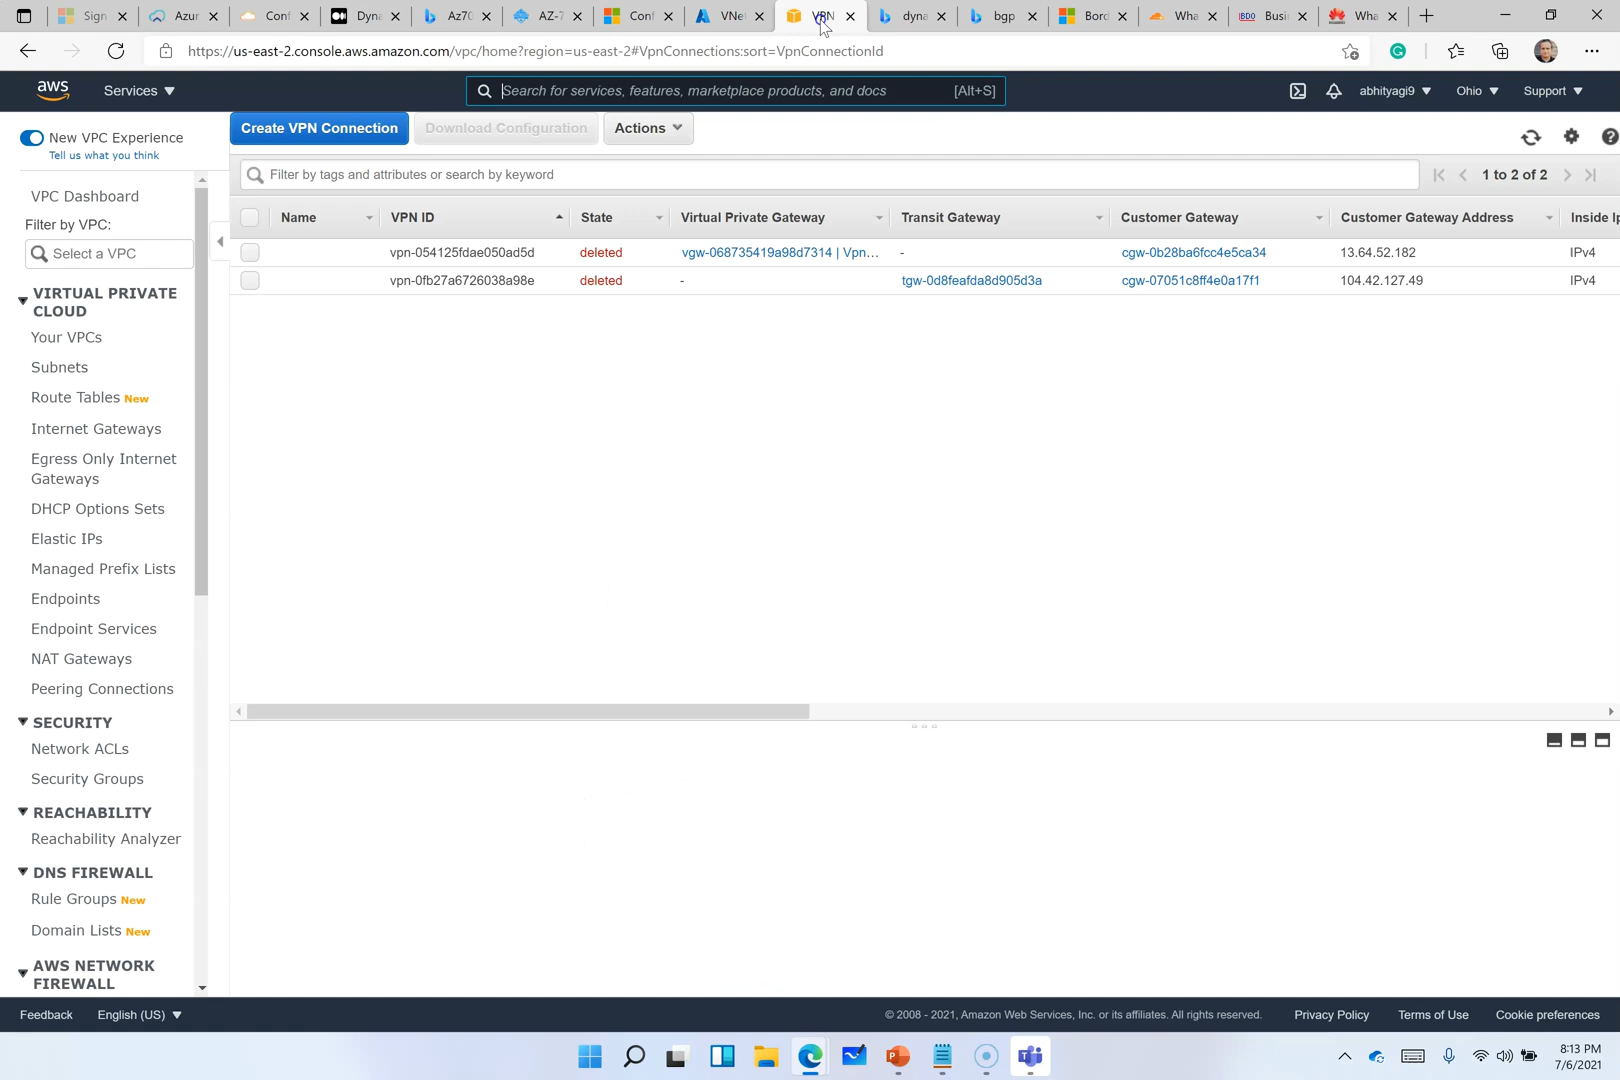 Sign
Azur
Conf
Dyna
Az70
AZ-7
Conf
VNet
VPN
dyna
bgp
Bord
Wha
BDO Busi
Wha
https://us-east-2.console.aws.amazon.com/vpc/home?region=us-east-2#VpnConnections:sort=VpnConnectionId
aws Services Search for services, features, marketplace products, and docs [Alt+S] abhityagi9 Ohio Support
New VPC Experience
Tell us what you think
VPC Dashboard
Filter by VPC:
Select a VPC
VIRTUAL PRIVATE
CLOUD
Your VPCs
Subnets
Route Tables New
Internet Gateways
Egress Only Internet
Gateways
DHCP Options Sets
Elastic IPs
Managed Prefix Lists
Endpoints
Endpoint Services
NAT Gateways
Peering Connections
SECURITY
Network ACLs
Security Groups
REACHABILITY
Reachability Analyzer
DNS FIREWALL
Rule Groups New
Domain Lists New
AWS NETWORK
FIREWALL
Create VPN Connection Download Configuration Actions
Filter by tags and attributes or search by keyword 1 to 2 of 2
Name VPN ID State Virtual Private Gateway Transit Gateway Customer Gateway Customer Gateway Address Inside Ip
vpn-054125fdae050ad5d deleted vgw-068735419a98d7314 | Vpn... - cgw-0b28ba6fcc4e5ca34 13.64.52.182 IPv4
vpn-0fb27a6726038a98e deleted - tgw-0d8feafda8d905d3a cgw-07051c8ff4e0a17f1 104.42.127.49 IPv4
Feedback English (US) © 2008 - 2021, Amazon Web Services, Inc. or its affiliates. All rights reserved. Privacy Policy Terms of Use Cookie preferences
8:13 PM
7/6/2021